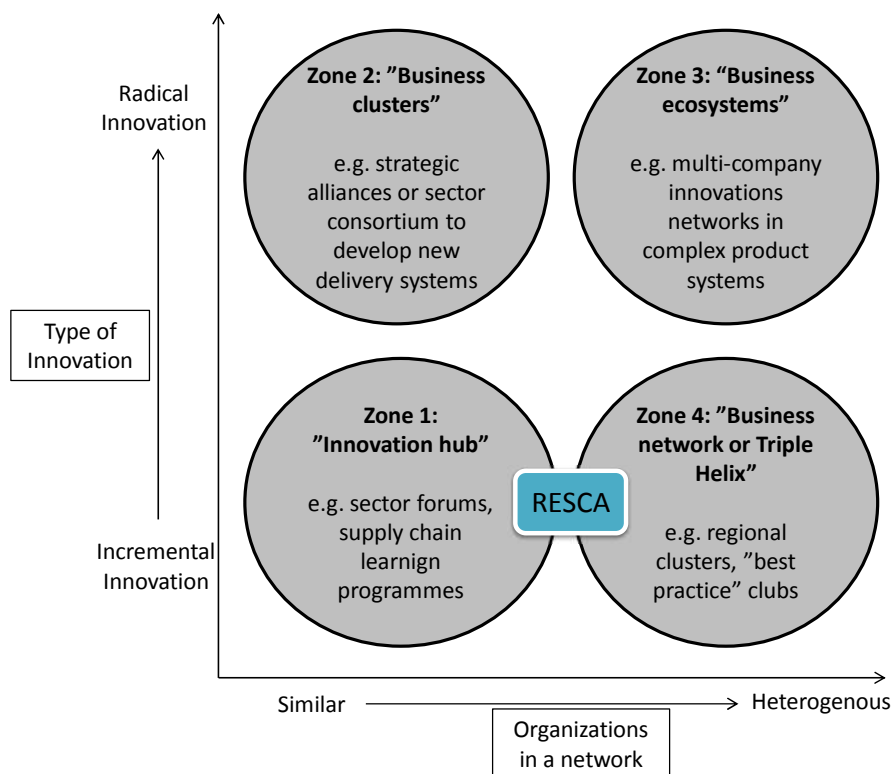 Radical
Innovation
Type of
Innovation
Incremental
Innovation
Zone 2: ”Business
clusters”
e.g. strategic
alliances or sector
consortium to
develop new
delivery systems
Zone 3: “Business
ecosystems”
e.g. multi-company
innovations
networks in
complex product
systems
Zone 1:
”Innovation hub”
e.g. sector forums,
supply chain
learnign
programmes
RESCA
Zone 4: ”Business
network or Triple
Helix”
e.g. regional
clusters, ”best
practice” clubs
Similar
Heterogenous
Organizations
in a network